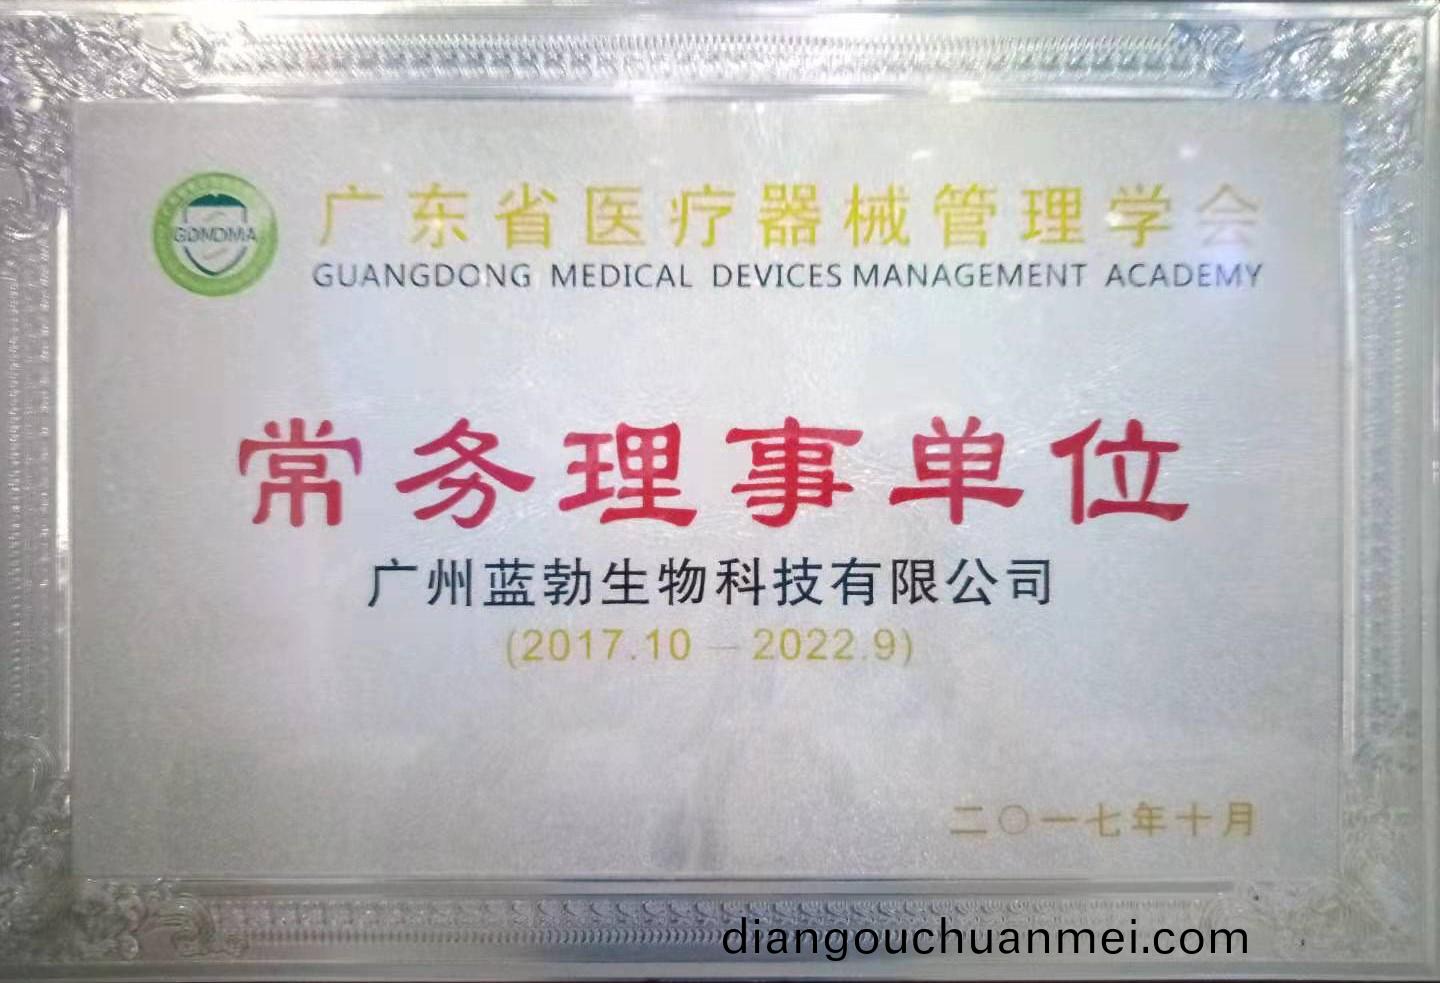 广东省医疗器械管理学会
GDMDMA
GUANGDONG MEDICAL DEVICES MANAGEMENT ACADEMY
常务理事单位
广州蓝勃生物科技有限公司
(2017.10—2022.9)
二〇一七年十月
diangouchuanmei.com